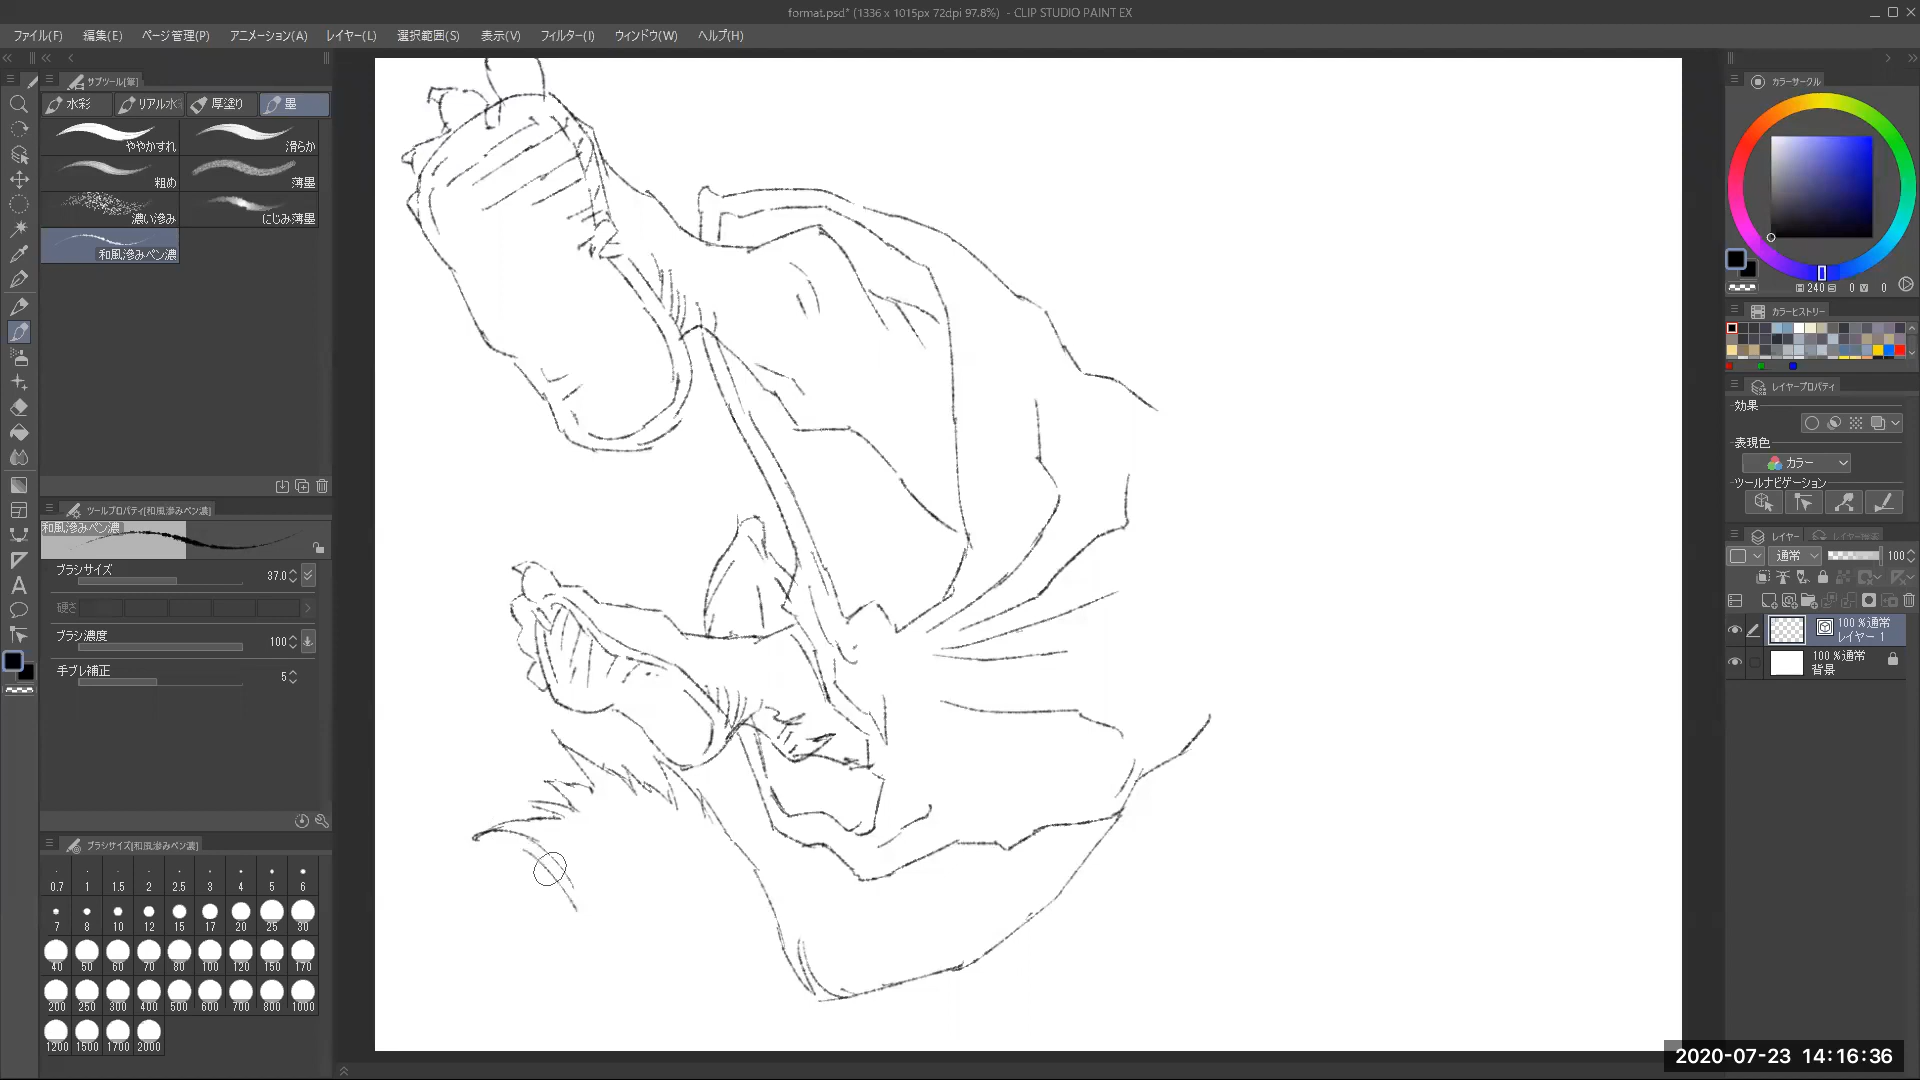 format.psd* (1336 x 1015px 72dpi 97.8%) - CLIP STUDIO PAINT EX
ファイル(F) 編集(E) ページ管理(P) アニメーション(A) レイヤー(L) 選択範囲(S) 表示(V) フィルター(I) ウィンドウ(W) ヘルプ(H)
サブツール[筆]
水彩 リアル水 厚塗り 墨
ややかすれ 滑らか
粗め 薄墨
濃い滲み にじみ薄墨
和風滲みペン濃
ツールプロパティ[和風滲みペン濃]
和風滲みペン濃
ブラシサイズ 37.0
硬さ
ブラシ濃度 100
手ブレ補正 5
ブラシサイズ[和風滲みペン濃]
0.7 1 1.5 2 2.5 3 4 5 6
7 8 10 12 15 17 20 25 30
40 50 60 70 80 100 120 150 170
200 250 300 400 500 600 700 800 1000
1200 1500 1700 2000
カラーサークル
240 0 0
カラーヒストリー
レイヤープロパティ
効果
表現色
カラー
ツールナビゲーション
レイヤー レイヤー検索
通常 100
100 %通常
レイヤー 1
100 %通常
背景
2020-07-23 14:16:36